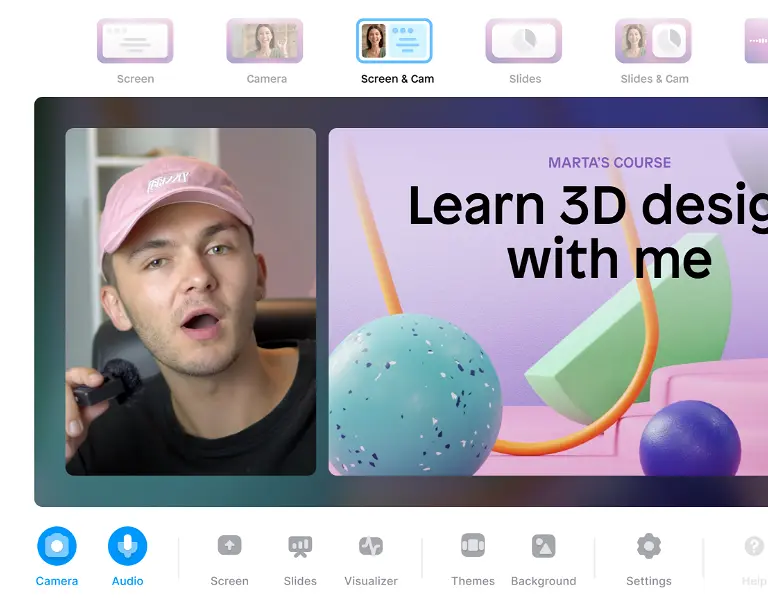 Screen
Camera
Screen & Cam
Slides
Slides & Cam
MARTA'S COURSE
Learn 3D desig
with me
Camera
Audio
Screen
Slides
Visualizer
Themes
Background
Settings
Help